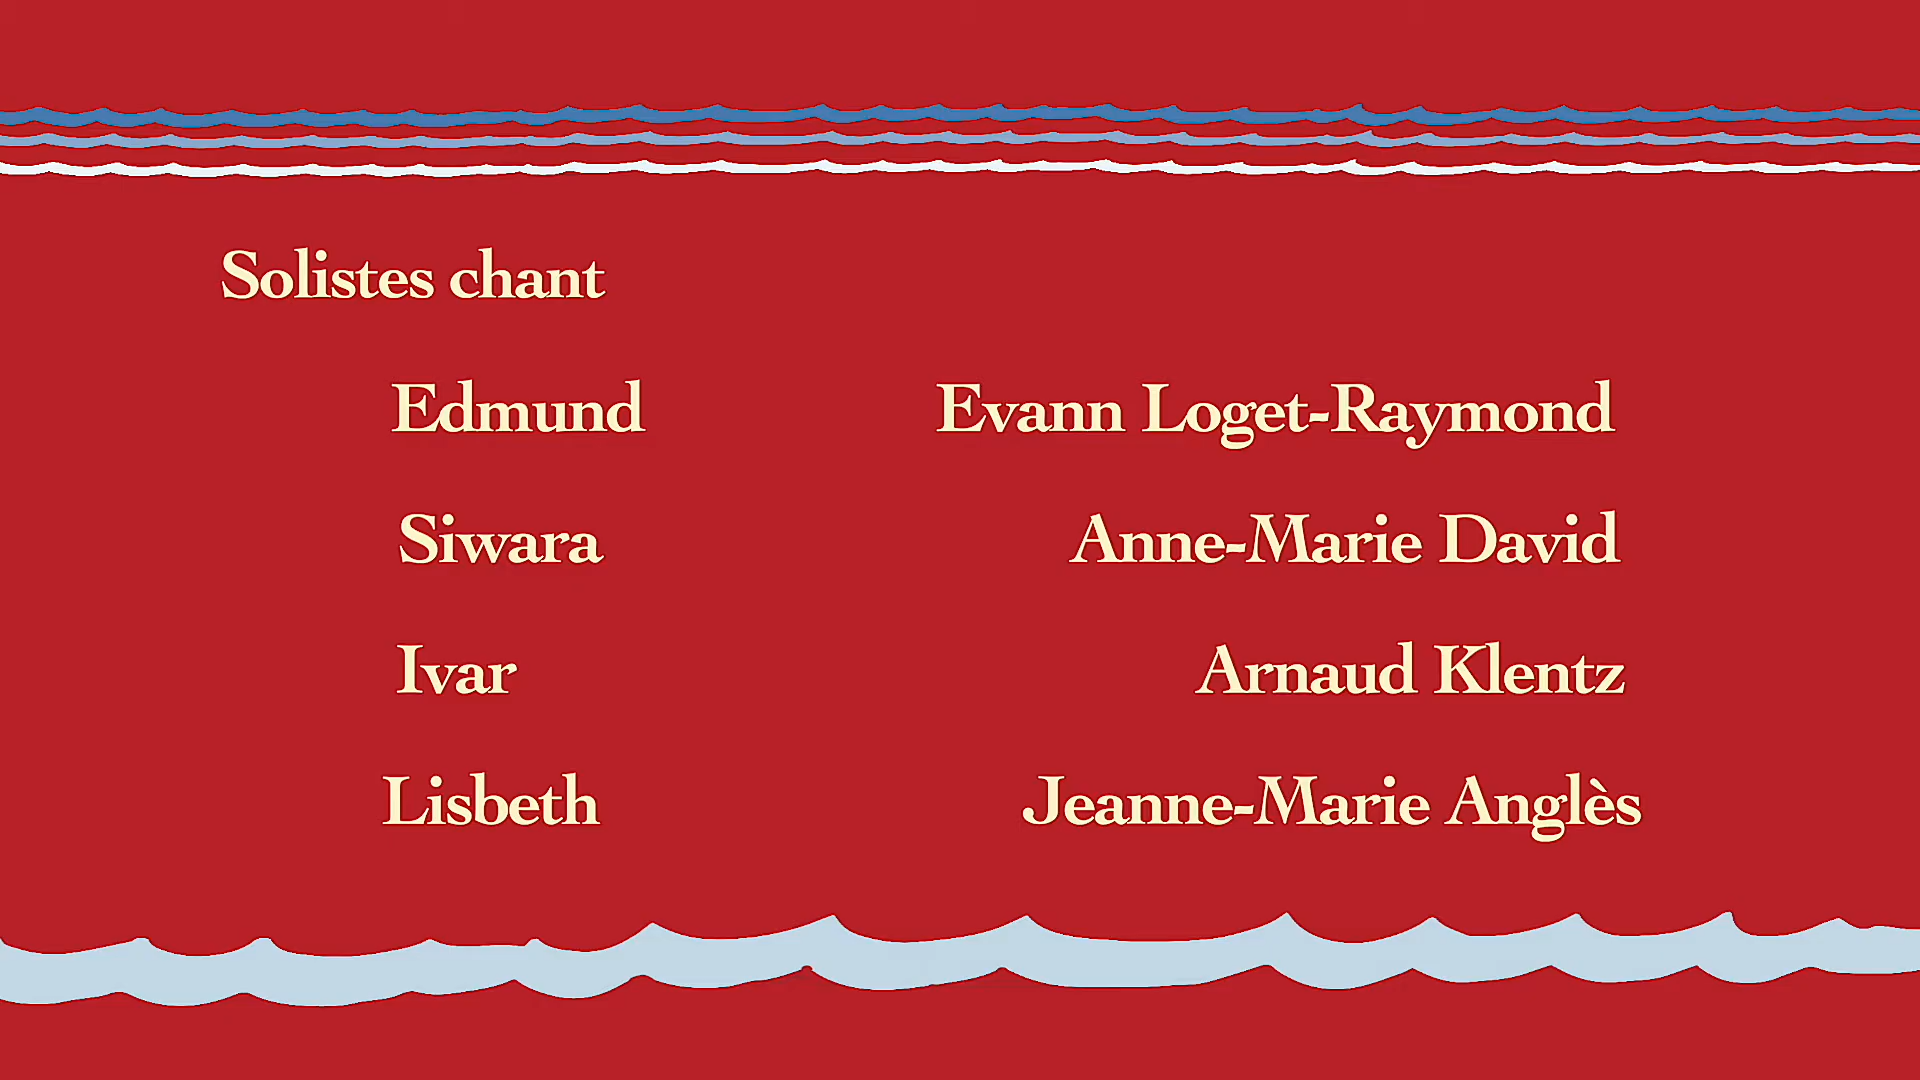 Solistes chant
Edmund Evann Loget-Raymond
Siwara Anne-Marie David
Ivar Arnaud Klentz
Lisbeth Jeanne-Marie Anglès